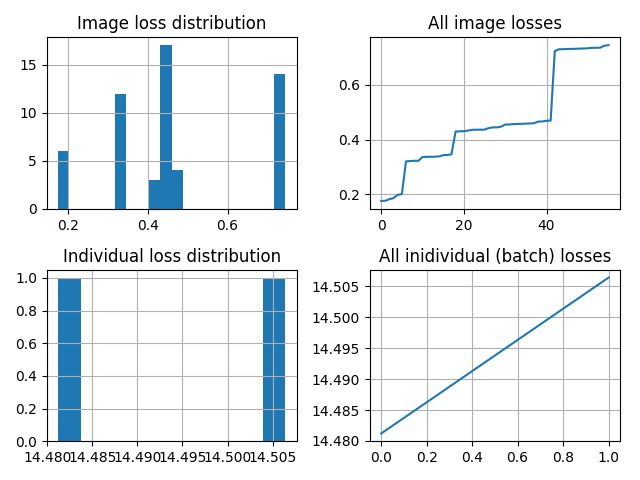 Image loss distribution
All image losses
15
10
5
0
0.2 0.4 0.6
0.6
0.4
0.2
0 20 40
Individual loss distribution
All inidividual (batch) losses
1.0
0.8
0.6
0.4
0.2
0.0
14.480 14.485 14.490 14.495 14.500 14.505
14.505
14.500
14.495
14.490
14.485
14.480
0.0 0.2 0.4 0.6 0.8 1.0